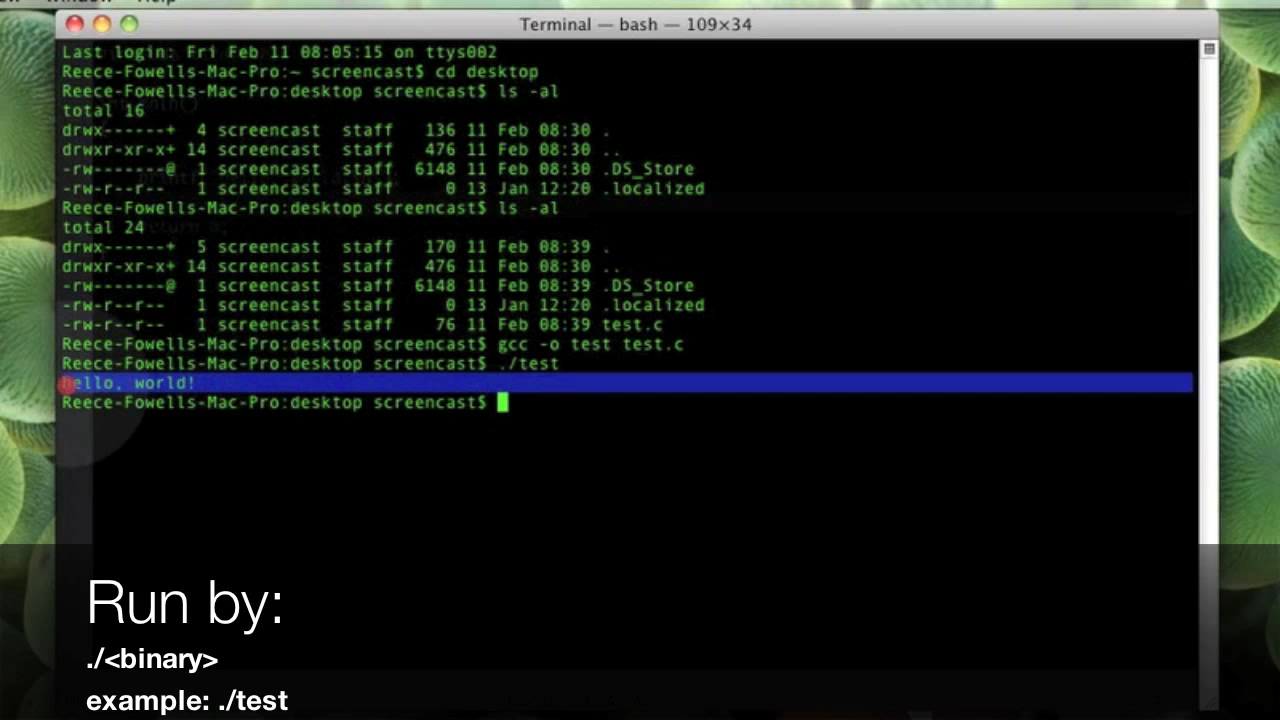 Window Help
Terminal — bash — 109×34
Last login: Fri Feb 11 08:05:15 on ttys002
Reece-Fowells-Mac-Pro:~ screencast$ cd desktop
Reece-Fowells-Mac-Pro:desktop screencast$ ls -al
total 16
drwx------+  4 screencast  staff   136 11 Feb 08:30 .
drwxr-xr-x+ 14 screencast  staff   476 11 Feb 08:30 ..
-rw-------@  1 screencast  staff  6148 11 Feb 08:30 .DS_Store
-rw-r--r--   1 screencast  staff     0 13 Jan 12:20 .localized
Reece-Fowells-Mac-Pro:desktop screencast$ ls -al
total 24
drwx------+  5 screencast  staff   170 11 Feb 08:39 .
drwxr-xr-x+ 14 screencast  staff   476 11 Feb 08:30 ..
-rw-------@  1 screencast  staff  6148 11 Feb 08:39 .DS_Store
-rw-r--r--   1 screencast  staff     0 13 Jan 12:20 .localized
-rw-r--r--   1 screencast  staff    76 11 Feb 08:39 test.c
Reece-Fowells-Mac-Pro:desktop screencast$ gcc -o test test.c
Reece-Fowells-Mac-Pro:desktop screencast$ ./test
hello, world!
Reece-Fowells-Mac-Pro:desktop screencast$
Run by:
./<binary>
example: ./test